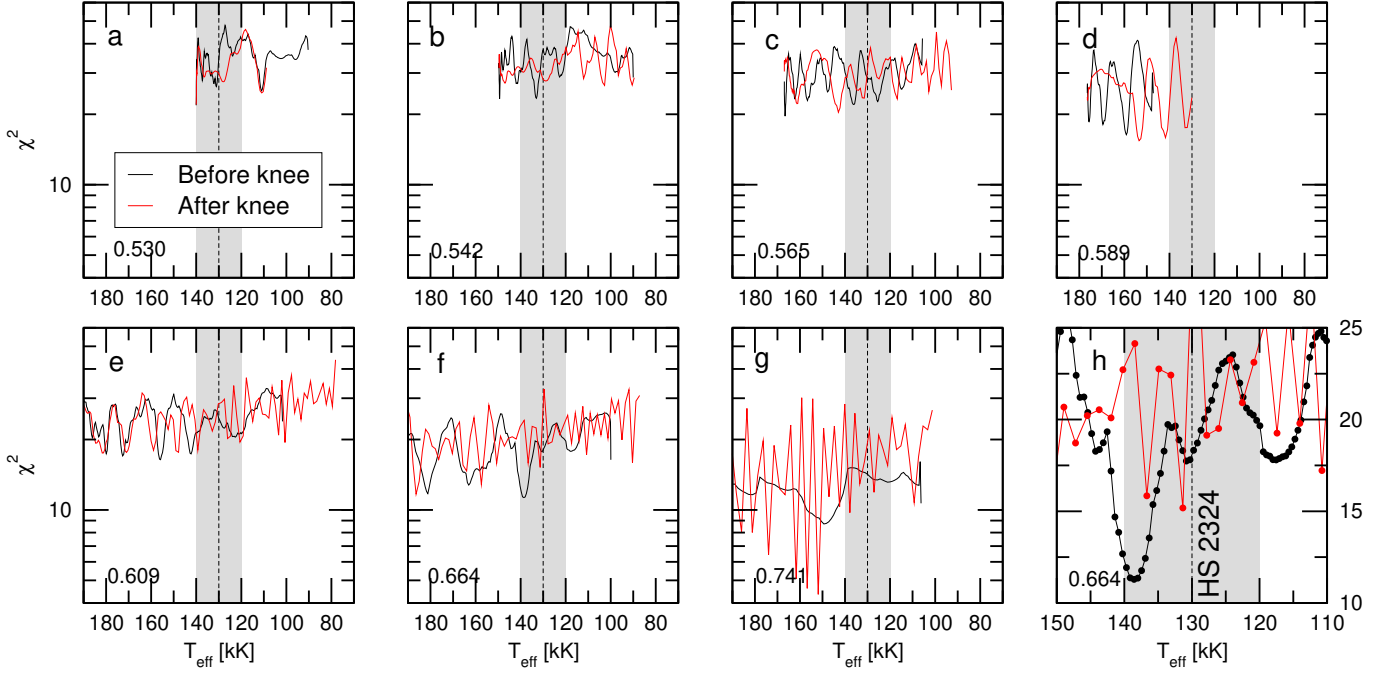 a
b
c
d
χ²
10
Before knee
After knee
0.530
0.542
0.565
0.589
180 160 140 120 100 80
180 160 140 120 100 80
180 160 140 120 100 80
180 160 140 120 100 80
e
f
g
h
χ²
10
25
20
15
10
HS 2324
0.609
0.664
0.741
0.664
180 160 140 120 100 80
180 160 140 120 100 80
180 160 140 120 100 80
150 140 130 120 110
T_eff [kK]
T_eff [kK]
T_eff [kK]
T_eff [kK]